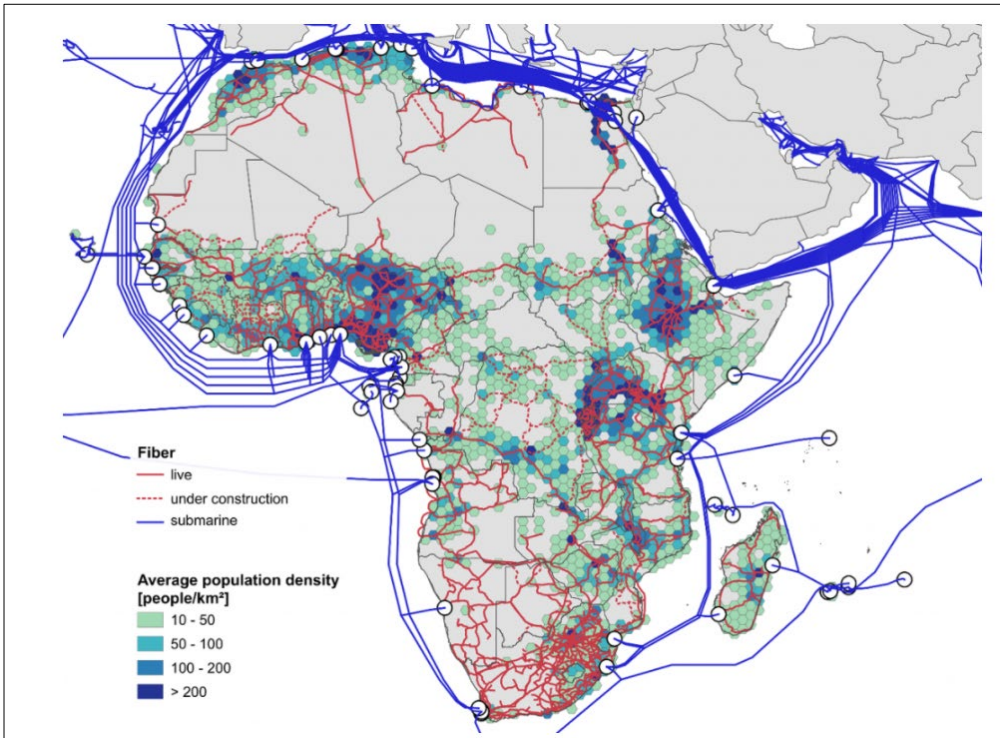 Fiber
live
under construction
submarine
Average population density
[people/km²]
10 - 50
50 - 100
100 - 200
> 200